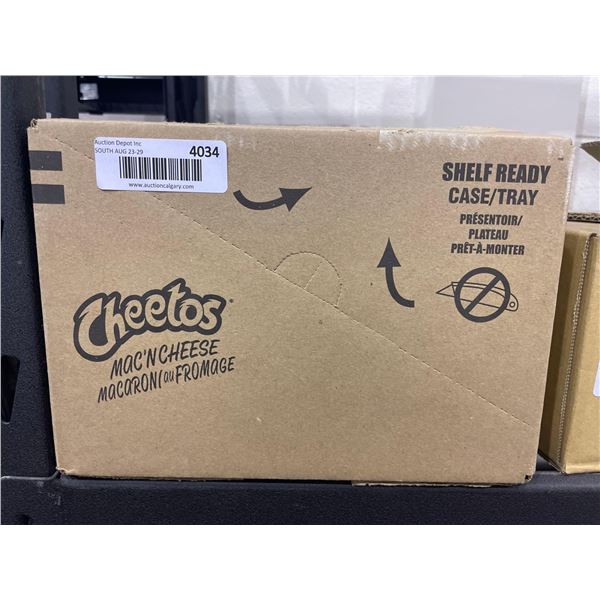 Auction Depot Inc
SOUTH AUG 23-29
4034
www.auctioncalgary.com
SHELF READY
CASE/TRAY
PRÉSENTOIR/
PLATEAU
PRÊT-À-MONTER
Cheetos®
MAC'N CHEESE
MACARONI au FROMAGE